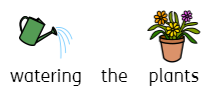 watering the plants